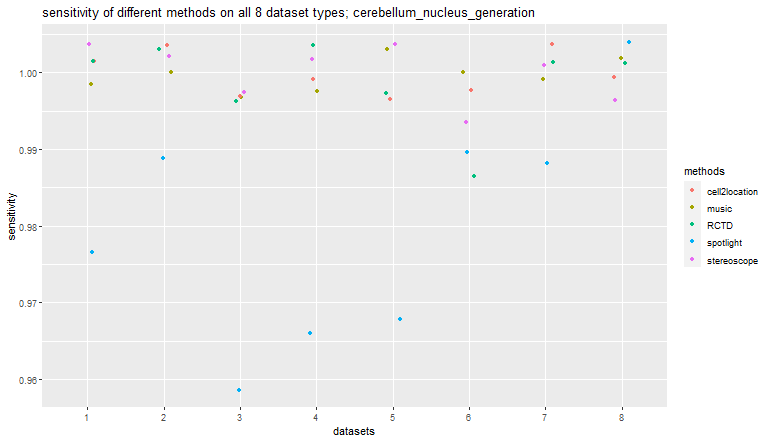 sensitivity of different methods on all 8 dataset types; cerebellum_nucleus_generation
1.00
0.99
0.98
0.97
0.96
sensitivity
1 2 3 4 5 6 7 8
datasets
methods
cell2location
music
RCTD
spotlight
stereoscope